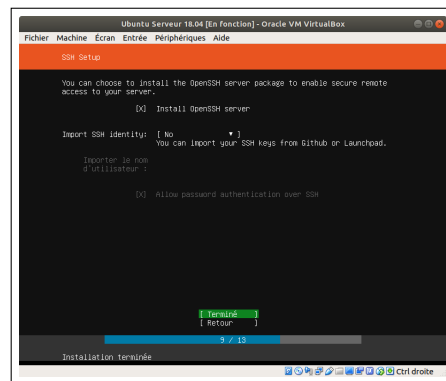 Ubuntu Serveur 18.04 [En fonction] - Oracle VM VirtualBox
Fichier Machine Écran Entrée Périphériques Aide
SSH Setup
You can choose to install the OpenSSH server package to enable secure remote
access to your server.
[X] Install OpenSSH server
Import SSH identity: [ No ▼ ]
You can import your SSH keys from Github or Launchpad.
Importer le nom
d'utilisateur :
[X] Allow password authentication over SSH
[ Terminé ]
[ Retour ]
9 / 13
Installation terminée
Ctrl droite